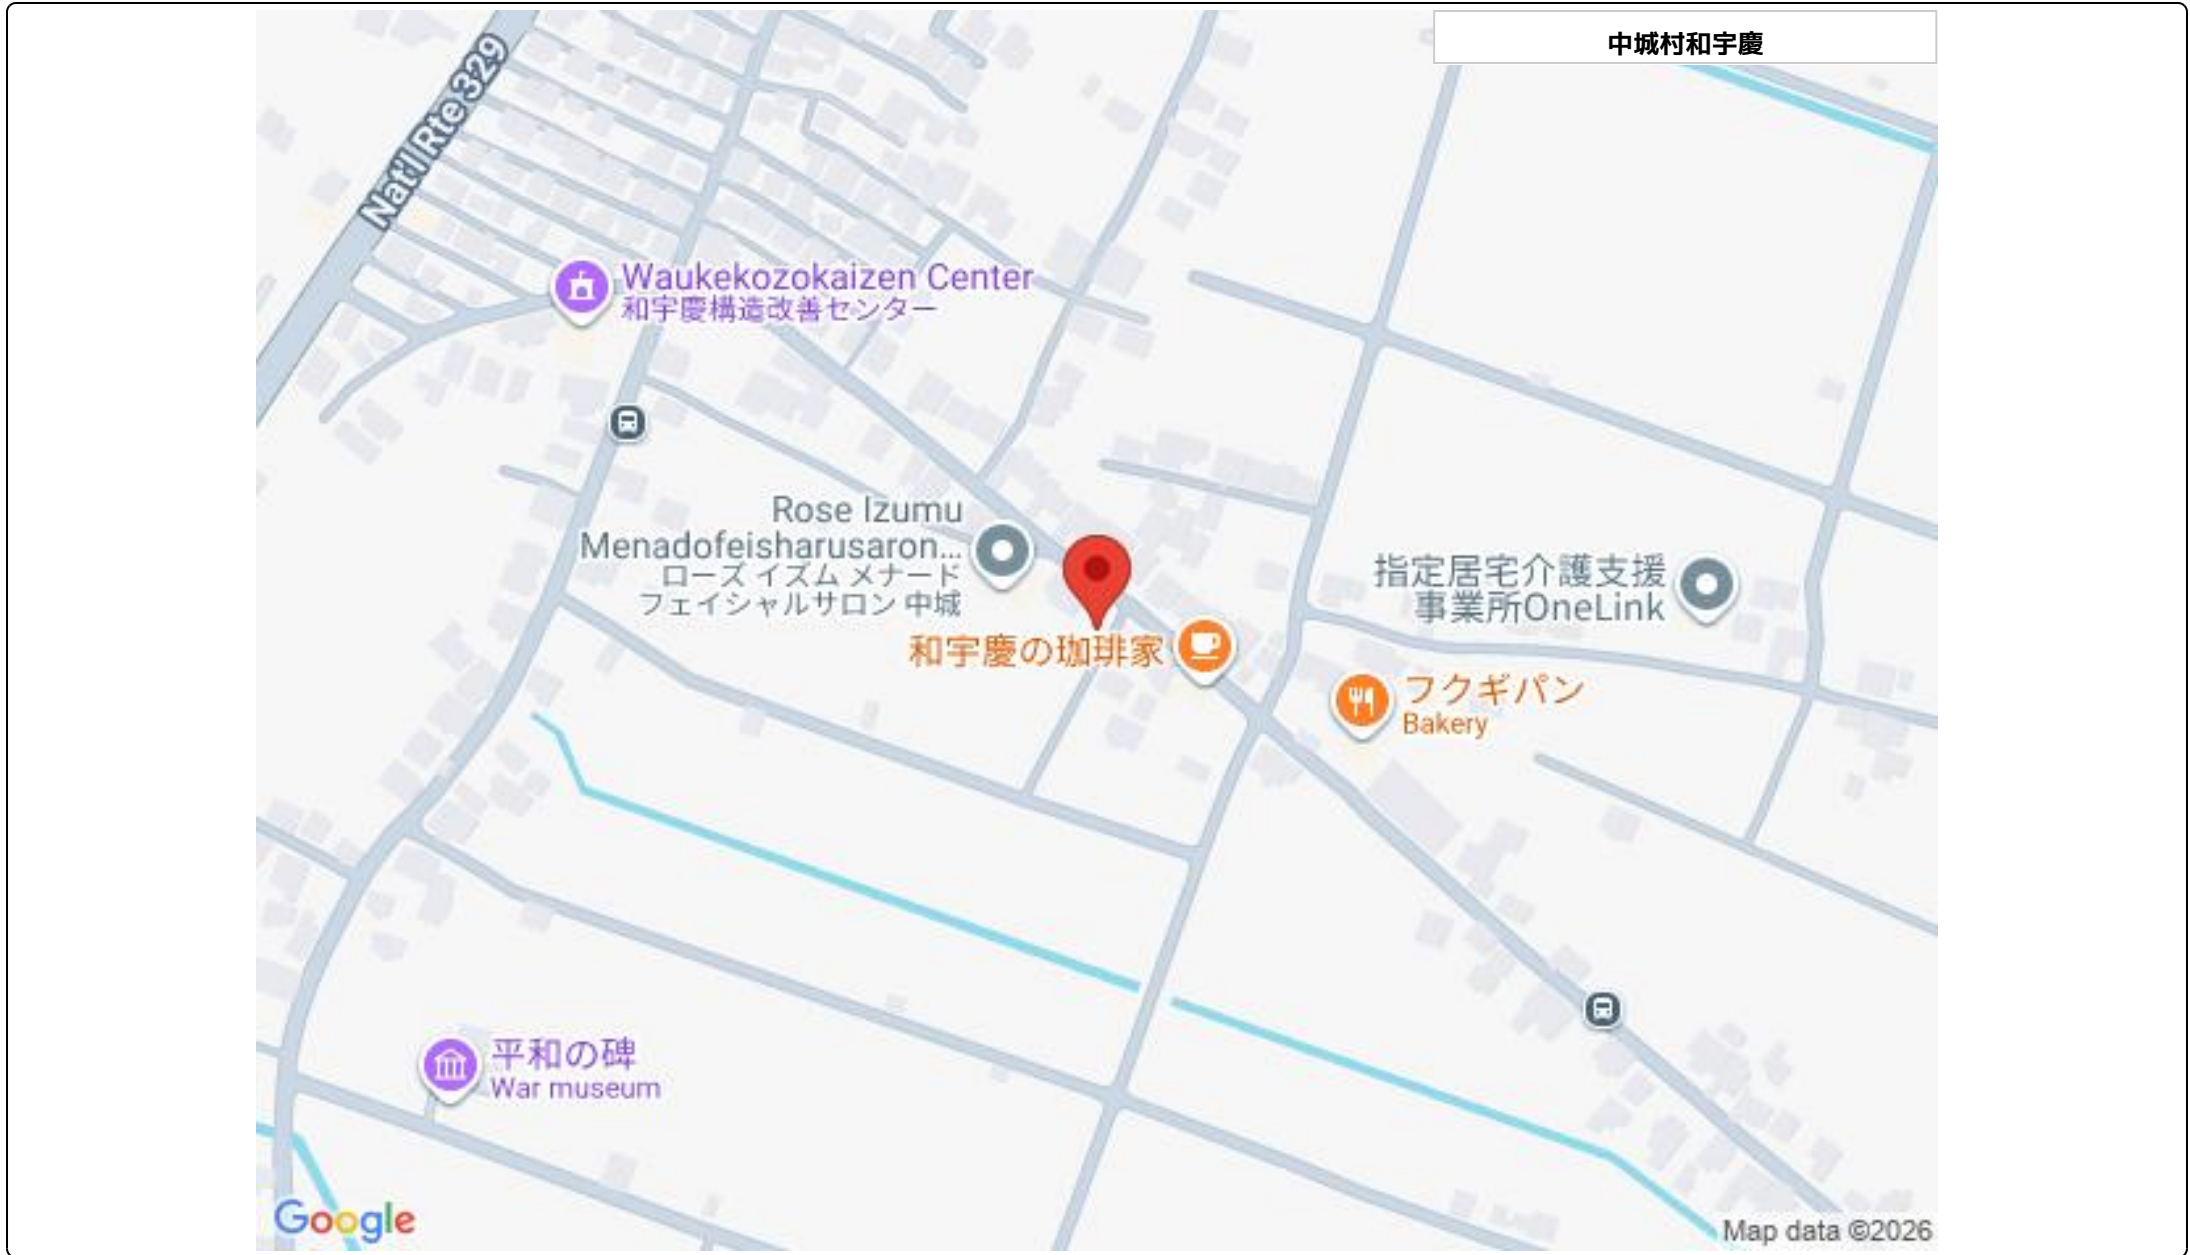 中城村和宇慶
Nat'l Rte 329
Waukekozokaizen Center
和宇慶構造改善センター
Rose Izumu
Menadofeisharusaron...
ローズ イズム メナード
フェイシャルサロン 中城
指定居宅介護支援
事業所OneLink
和宇慶の珈琲家
フクギパン
Bakery
平和の碑
War museum
Google
Map data ©2026